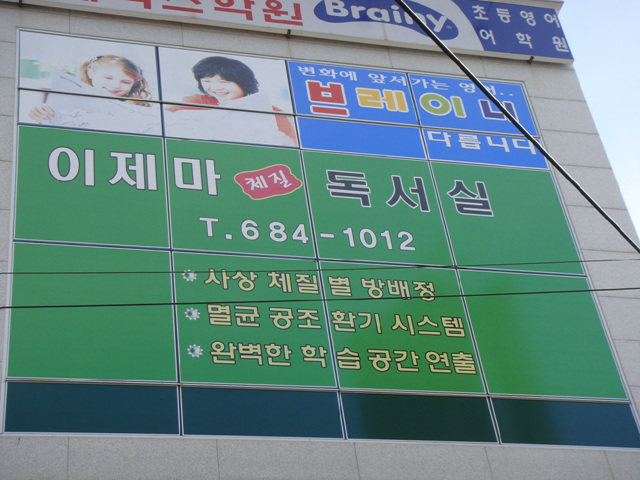 학원
Brainy
초등영어
어학원
변화에 앞서가는 영어..
브레이니
다릅니다
이제마 체질 독서실
T.684-1012
사상 체질별 방배정
멸균 공조 환기 시스템
완벽한 학습 공간 연출